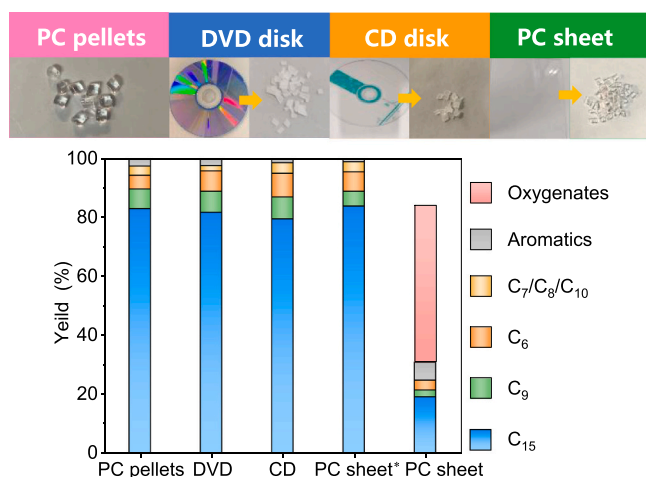 PC pellets DVD disk CD disk PC sheet
100
80
60
40
20
0
Yeild (%)
PC pellets DVD CD PC sheet* PC sheet
Oxygenates
Aromatics
C₇/C₈/C₁₀
C₆
C₉
C₁₅